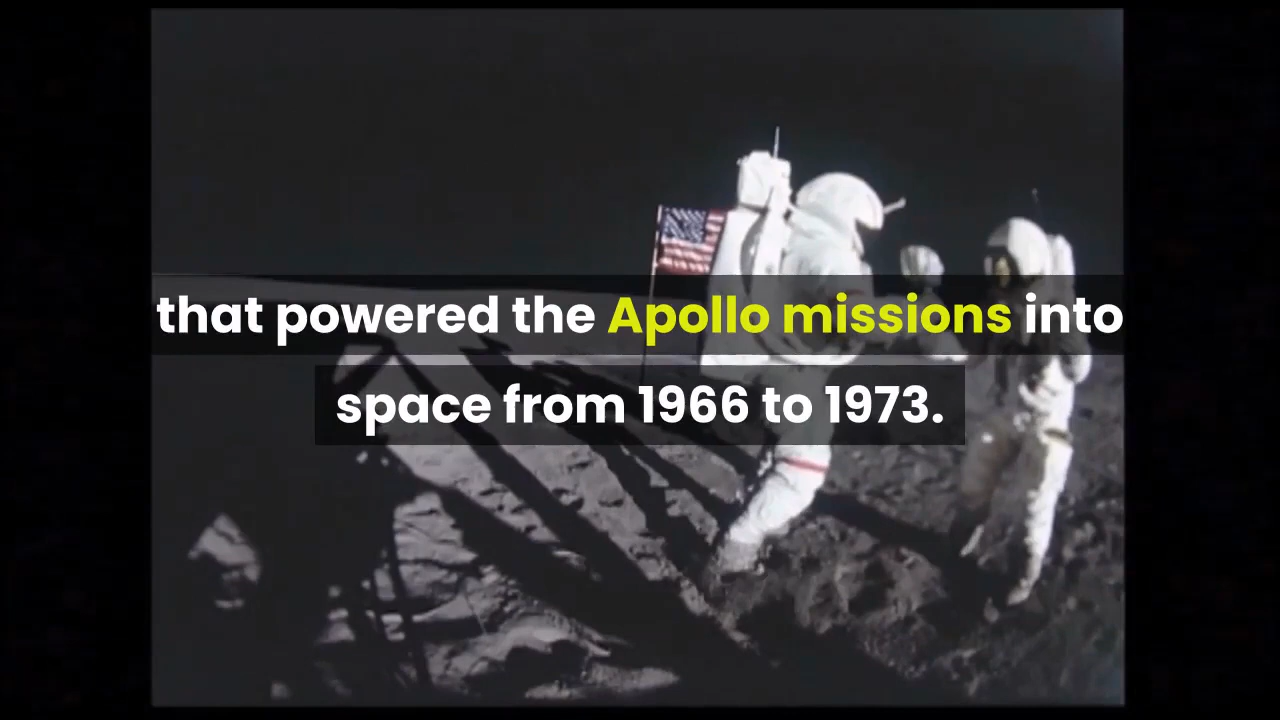 that powered the Apollo missions into
space from 1966 to 1973.